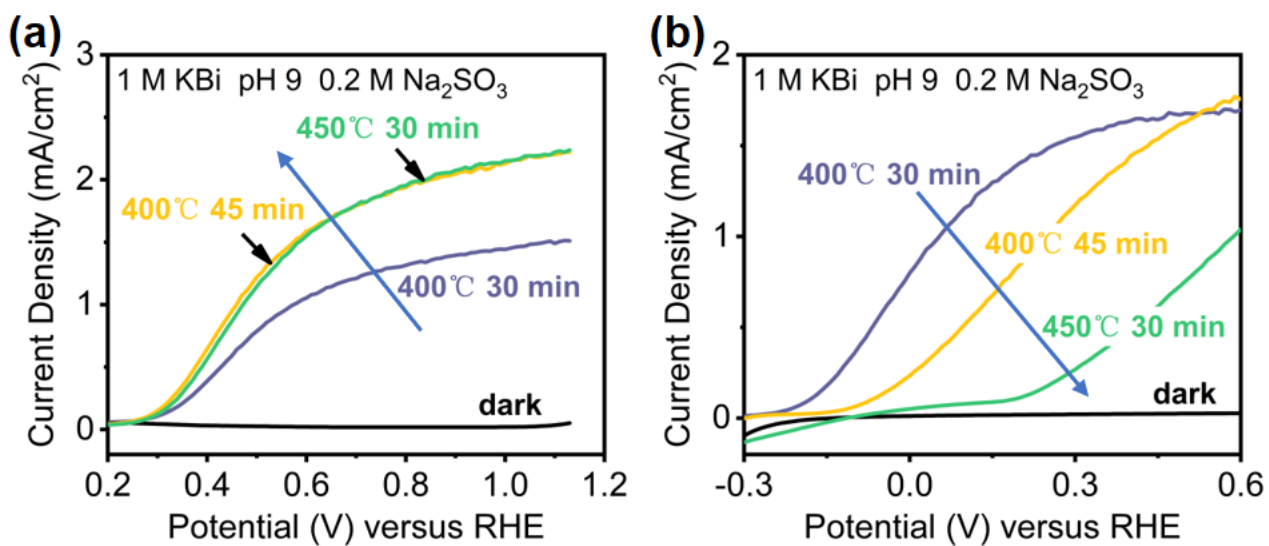 (a)
3
2
1
0
Current Density (mA/cm²)
1 M KBi pH 9 0.2 M Na₂SO₃
450℃ 30 min
400℃ 45 min
400℃ 30 min
dark
0.2 0.4 0.6 0.8 1.0 1.2
Potential (V) versus RHE
(b)
2
1
0
Current Density (mA/cm²)
1 M KBi pH 9 0.2 M Na₂SO₃
400℃ 30 min
400℃ 45 min
450℃ 30 min
dark
-0.3 0.0 0.3 0.6
Potential (V) versus RHE